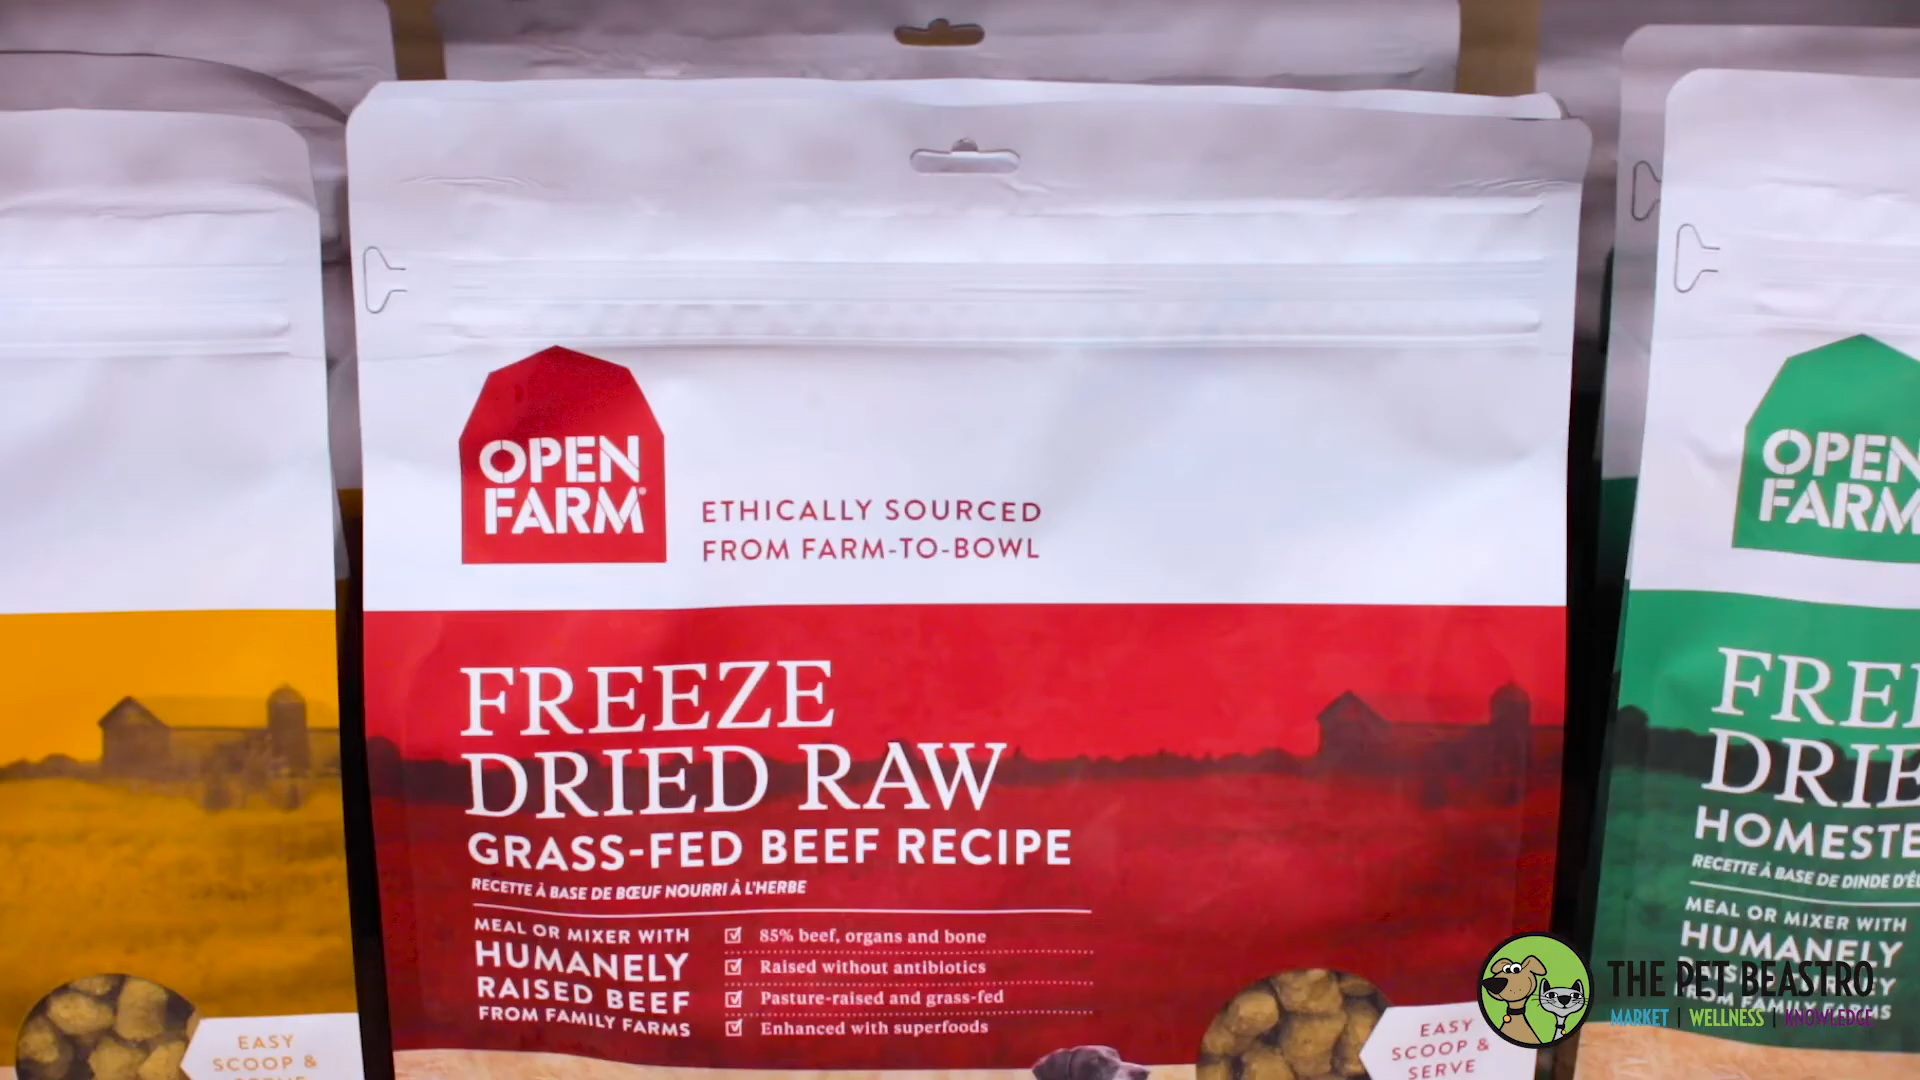 OPEN
FARM
ETHICALLY SOURCED
FROM FARM-TO-BOWL
FREEZE
DRIED RAW
GRASS-FED BEEF RECIPE
RECETTE À BASE DE BŒUF NOURRI À L'HERBE
MEAL OR MIXER WITH
HUMANELY
RAISED BEEF
FROM FAMILY FARMS
85% beef, organs and bone
Raised without antibiotics
Pasture-raised and grass-fed
Enhanced with superfoods
EASY
SCOOP &
SERVE
EASY
SCOOP &
SERVE
OPEN
FARM
HOMESTE
RECETTE À BASE DE DINDE
MEAL OR MIXER WITH
HUMANELY
FROM FAMILY FARMS
THE PET BEASTRO
MARKET | WELLNESS | KNOWLEDGE